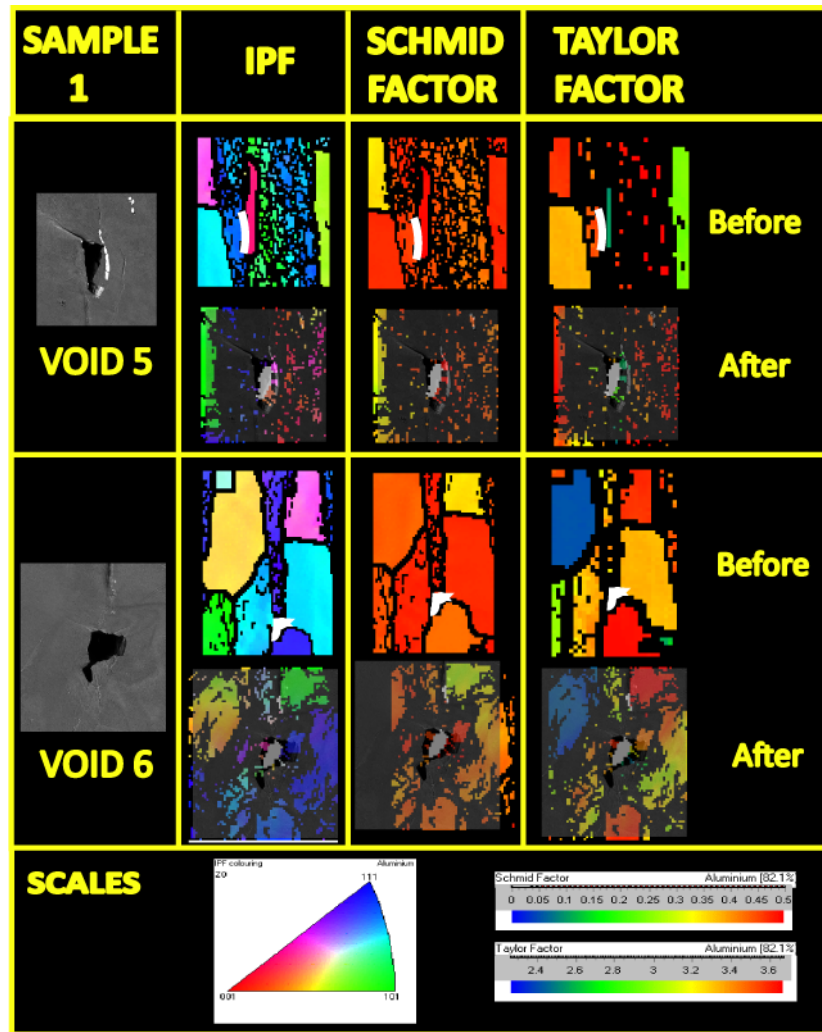 SAMPLE 1
IPF
SCHMID FACTOR
TAYLOR FACTOR
VOID 5
Before
After
VOID 6
Before
After
SCALES
IPF colouring
Aluminium
Z0
111
001
101
Schmid Factor
Aluminium [82.1%
0 0.05 0.1 0.15 0.2 0.25 0.3 0.35 0.4 0.45 0.5
Taylor Factor
Aluminium [82.1%
2.4 2.6 2.8 3 3.2 3.4 3.6